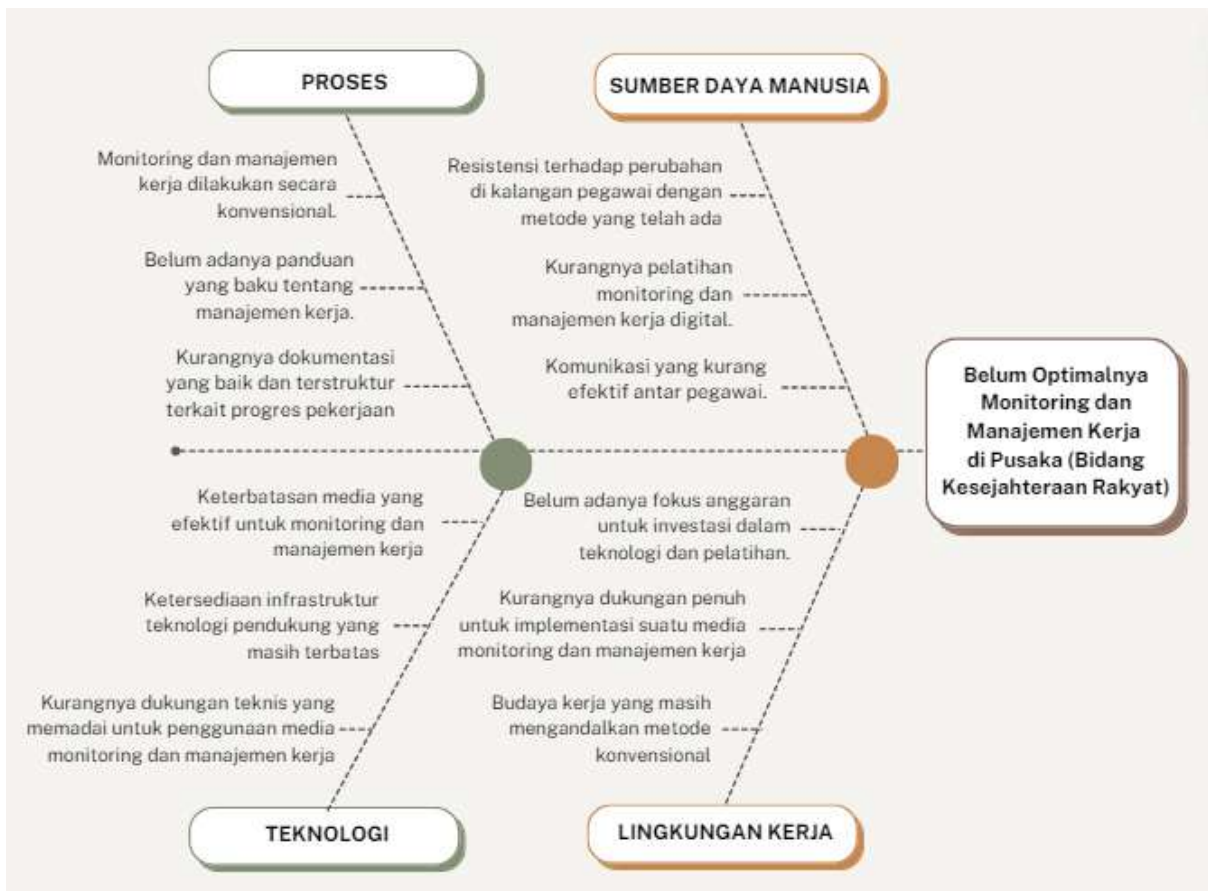 PROSES
Monitoring dan manajemen
kerja dilakukan secara
konvensional.
Belum adanya panduan
yang baku tentang
manajemen kerja.
Kurangnya dokumentasi
yang baik dan terstruktur
terkait progres pekerjaan
SUMBER DAYA MANUSIA
Resistensi terhadap perubahan
di kalangan pegawai dengan
metode yang telah ada
Kurangnya pelatihan
monitoring dan
manajemen kerja digital.
Komunikasi yang kurang
efektif antar pegawai.
Belum Optimalnya
Monitoring dan
Manajemen Kerja
di Pusaka (Bidang
Kesejahteraan Rakyat)
Keterbatasan media yang
efektif untuk monitoring dan
manajemen kerja
Ketersediaan infrastruktur
teknologi pendukung yang
masih terbatas
Kurangnya dukungan teknis yang
memadai untuk penggunaan media
monitoring dan manajemen kerja
TEKNOLOGI
Belum adanya fokus anggaran
untuk investasi dalam
teknologi dan pelatihan.
Kurangnya dukungan penuh
untuk implementasi suatu media
monitoring dan manajemen kerja
Budaya kerja yang masih
mengandalkan metode
konvensional
LINGKUNGAN KERJA